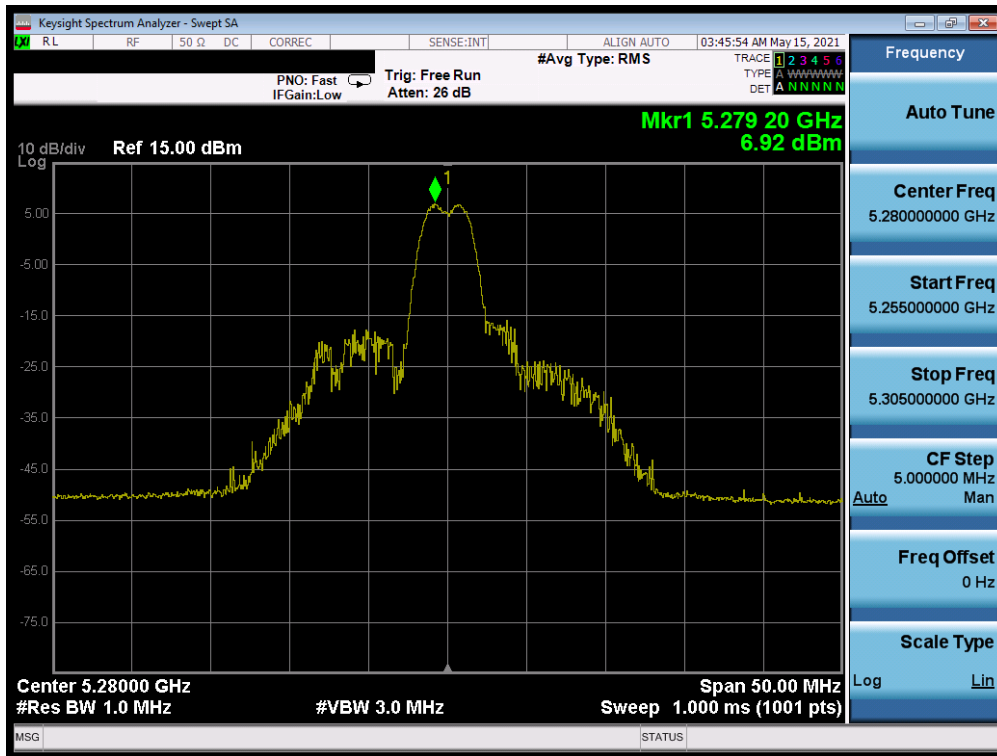 Keysight Spectrum Analyzer - Swept SA
LXI RL RF 50 Ω DC CORREC SENSE:INT ALIGN AUTO 03:45:54 AM May 15, 2021
PNO: Fast
IFGain:Low
Trig: Free Run
Atten: 26 dB
#Avg Type: RMS
TRACE 1 2 3 4 5 6
TYPE A WWWWW
DET A N N N N N
Mkr1 5.279 20 GHz
6.92 dBm
10 dB/div Ref 15.00 dBm
Log
1
5.00
-5.00
-15.0
-25.0
-35.0
-45.0
-55.0
-65.0
-75.0
Center 5.28000 GHz Span 50.00 MHz
#Res BW 1.0 MHz #VBW 3.0 MHz Sweep 1.000 ms (1001 pts)
MSG STATUS
Frequency
Auto Tune
Center Freq
5.280000000 GHz
Start Freq
5.255000000 GHz
Stop Freq
5.305000000 GHz
CF Step
5.000000 MHz
Auto Man
Freq Offset
0 Hz
Scale Type
Log Lin